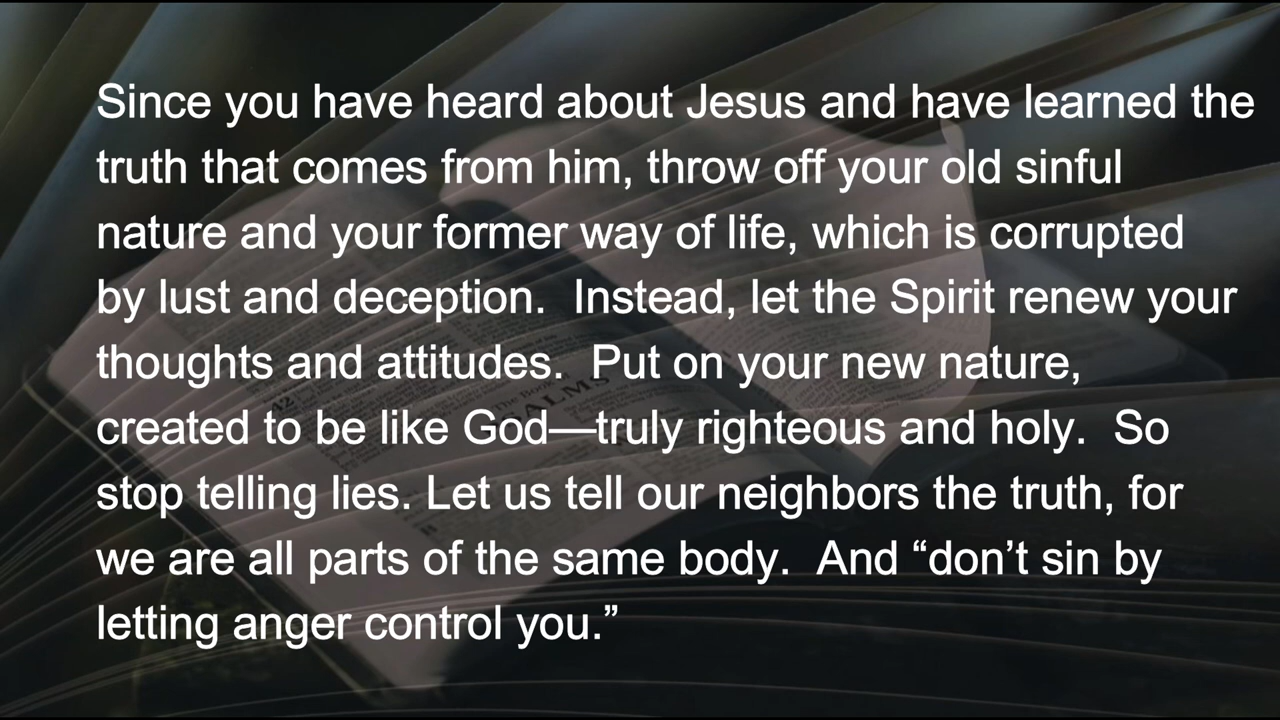 Since you have heard about Jesus and have learned the
truth that comes from him, throw off your old sinful
nature and your former way of life, which is corrupted
by lust and deception.  Instead, let the Spirit renew your
thoughts and attitudes.  Put on your new nature,
created to be like God—truly righteous and holy.  So
stop telling lies. Let us tell our neighbors the truth, for
we are all parts of the same body.  And “don’t sin by
letting anger control you.”
The Book
PSALMS